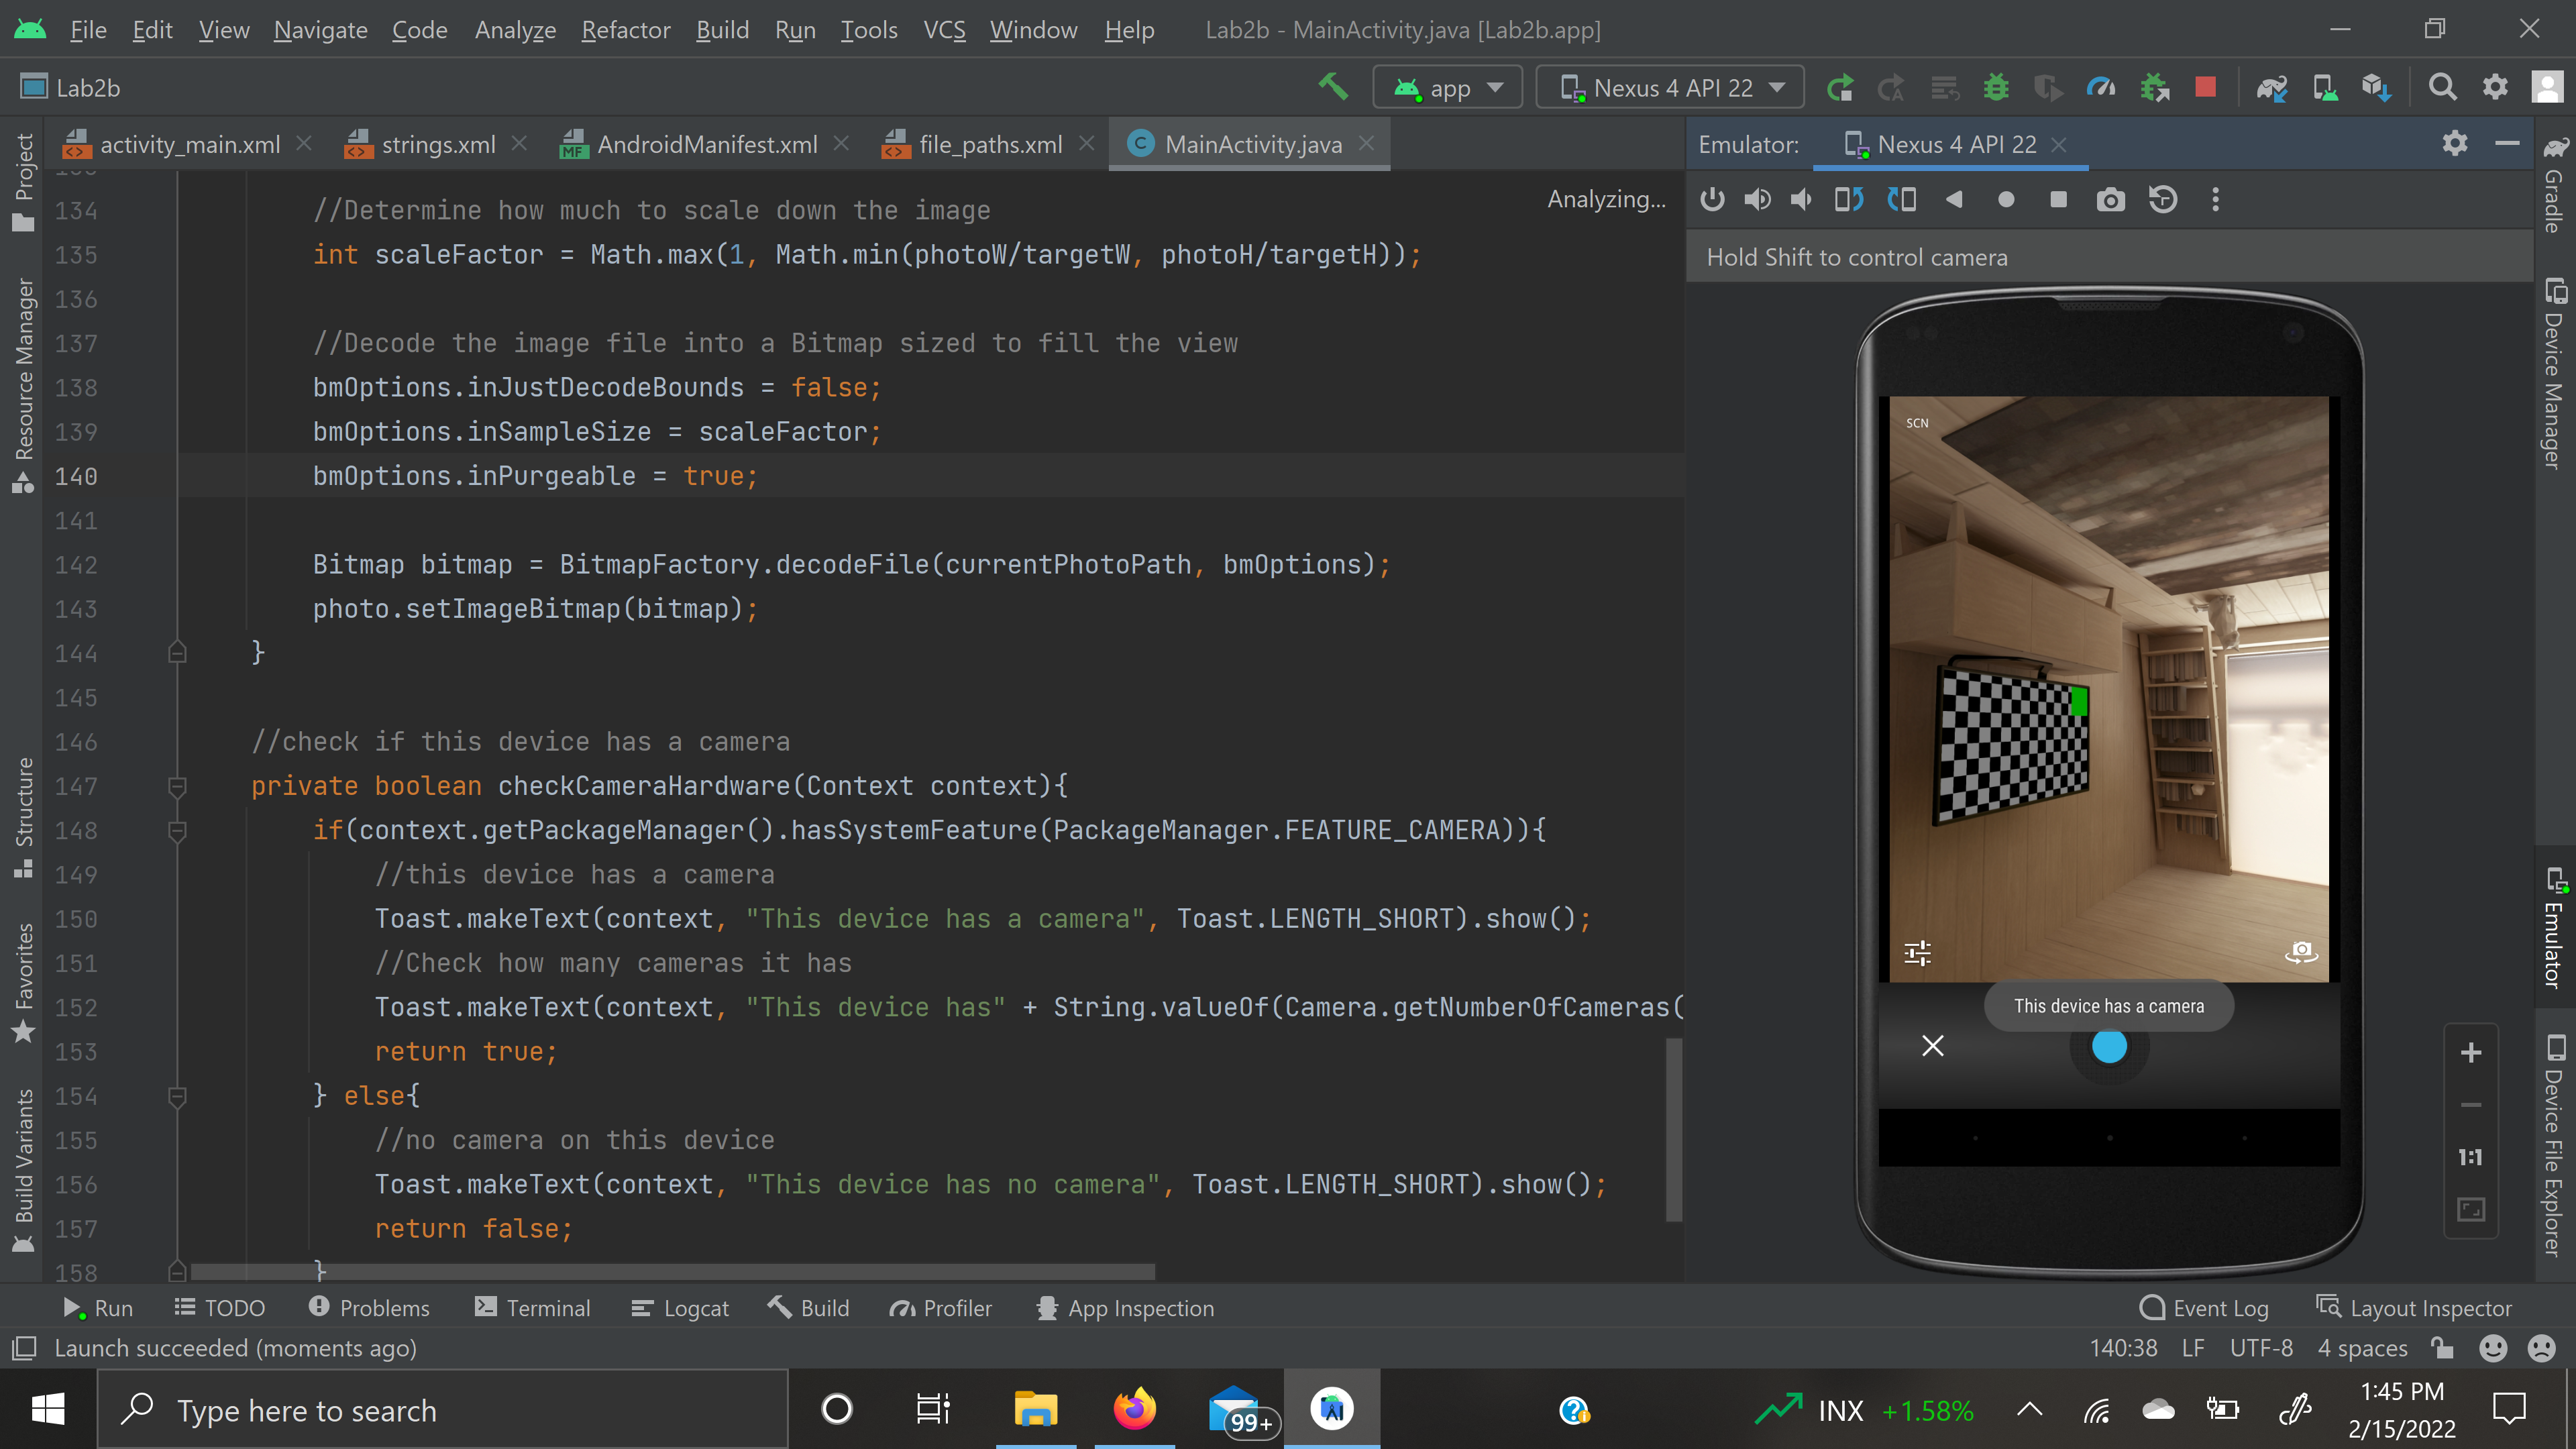 File Edit View Navigate Code Analyze Refactor Build Run Tools VCS Window Help Lab2b - MainActivity.java [Lab2b.app]
Lab2b app Nexus 4 API 22
activity_main.xml strings.xml AndroidManifest.xml file_paths.xml MainActivity.java
Emulator: Nexus 4 API 22
Analyzing...
Hold Shift to control camera
134 //Determine how much to scale down the image
135 int scaleFactor = Math.max(1, Math.min(photoW/targetW, photoH/targetH));
136
137 //Decode the image file into a Bitmap sized to fill the view
138 bmOptions.inJustDecodeBounds = false;
139 bmOptions.inSampleSize = scaleFactor;
140 bmOptions.inPurgeable = true;
141
142 Bitmap bitmap = BitmapFactory.decodeFile(currentPhotoPath, bmOptions);
143 photo.setImageBitmap(bitmap);
144 }
145
146 //check if this device has a camera
147 private boolean checkCameraHardware(Context context){
148 if(context.getPackageManager().hasSystemFeature(PackageManager.FEATURE_CAMERA)){
149 //this device has a camera
150 Toast.makeText(context, "This device has a camera", Toast.LENGTH_SHORT).show();
151 //Check how many cameras it has
152 Toast.makeText(context, "This device has" + String.valueOf(Camera.getNumberOfCameras(
153 return true;
154 } else{
155 //no camera on this device
156 Toast.makeText(context, "This device has no camera", Toast.LENGTH_SHORT).show();
157 return false;
158 }
Project
Resource Manager
Structure
Favorites
Build Variants
SCN
This device has a camera
1:1
Gradle
Device Manager
Emulator
Device File Explorer
Run TODO Problems Terminal Logcat Build Profiler App Inspection Event Log Layout Inspector
Launch succeeded (moments ago) 140:38 LF UTF-8 4 spaces
Type here to search
99+
INX +1.58%
1:45 PM
2/15/2022